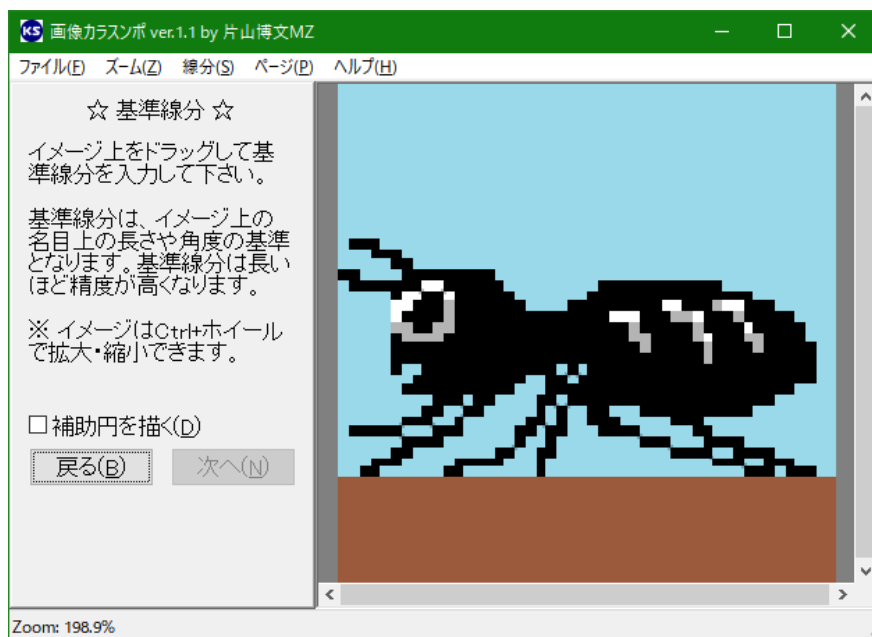 KS 画像カラスンポ ver.1.1 by 片山博文MZ
ファイル(F) ズーム(Z) 線分(S) ページ(P) ヘルプ(H)
☆ 基準線分 ☆
イメージ上をドラッグして基
準線分を入力して下さい。
基準線分は、イメージ上の
名目上の長さや角度の基準
となります。基準線分は長い
ほど精度が高くなります。
※ イメージはCtrl+ホイール
で拡大・縮小できます。
補助円を描く(D)
戻る(B) 次へ(N)
Zoom: 198.9%